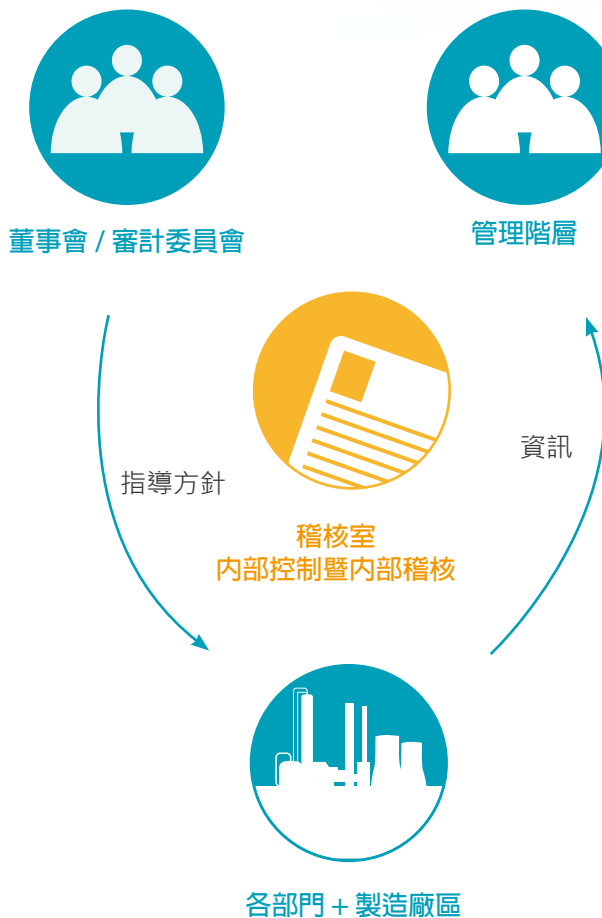 董事會 / 審計委員會
管理階層
指導方針
資訊
稽核室
內部控制暨內部稽核
各部門 + 製造廠區